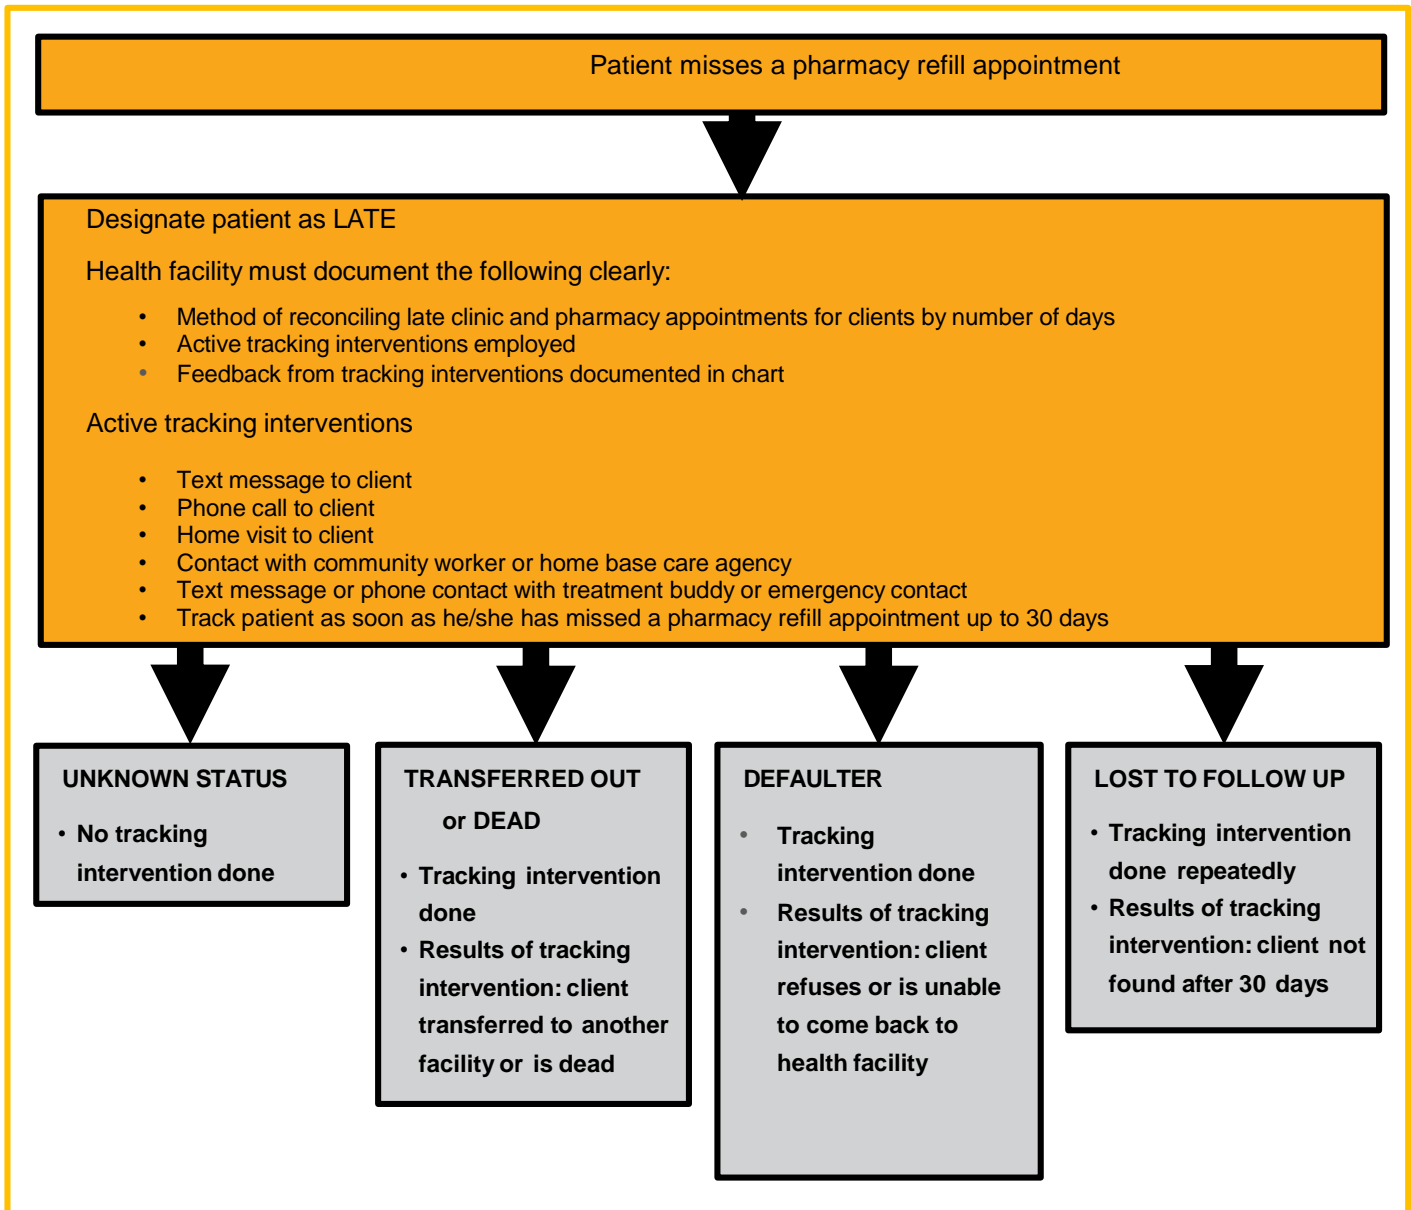 Patient misses a pharmacy refill appointment
Designate patient as LATE
Health facility must document the following clearly:
• Method of reconciling late clinic and pharmacy appointments for clients by number of days
• Active tracking interventions employed
• Feedback from tracking interventions documented in chart
Active tracking interventions
• Text message to client
• Phone call to client
• Home visit to client
• Contact with community worker or home base care agency
• Text message or phone contact with treatment buddy or emergency contact
• Track patient as soon as he/she has missed a pharmacy refill appointment up to 30 days
UNKNOWN STATUS
• No tracking
intervention done
TRANSFERRED OUT
or DEAD
• Tracking intervention
done
• Results of tracking
intervention: client
transferred to another
facility or is dead
DEFAULTER
• Tracking
intervention done
• Results of tracking
intervention: client
refuses or is unable
to come back to
health facility
LOST TO FOLLOW UP
• Tracking intervention
done repeatedly
• Results of tracking
intervention: client not
found after 30 days